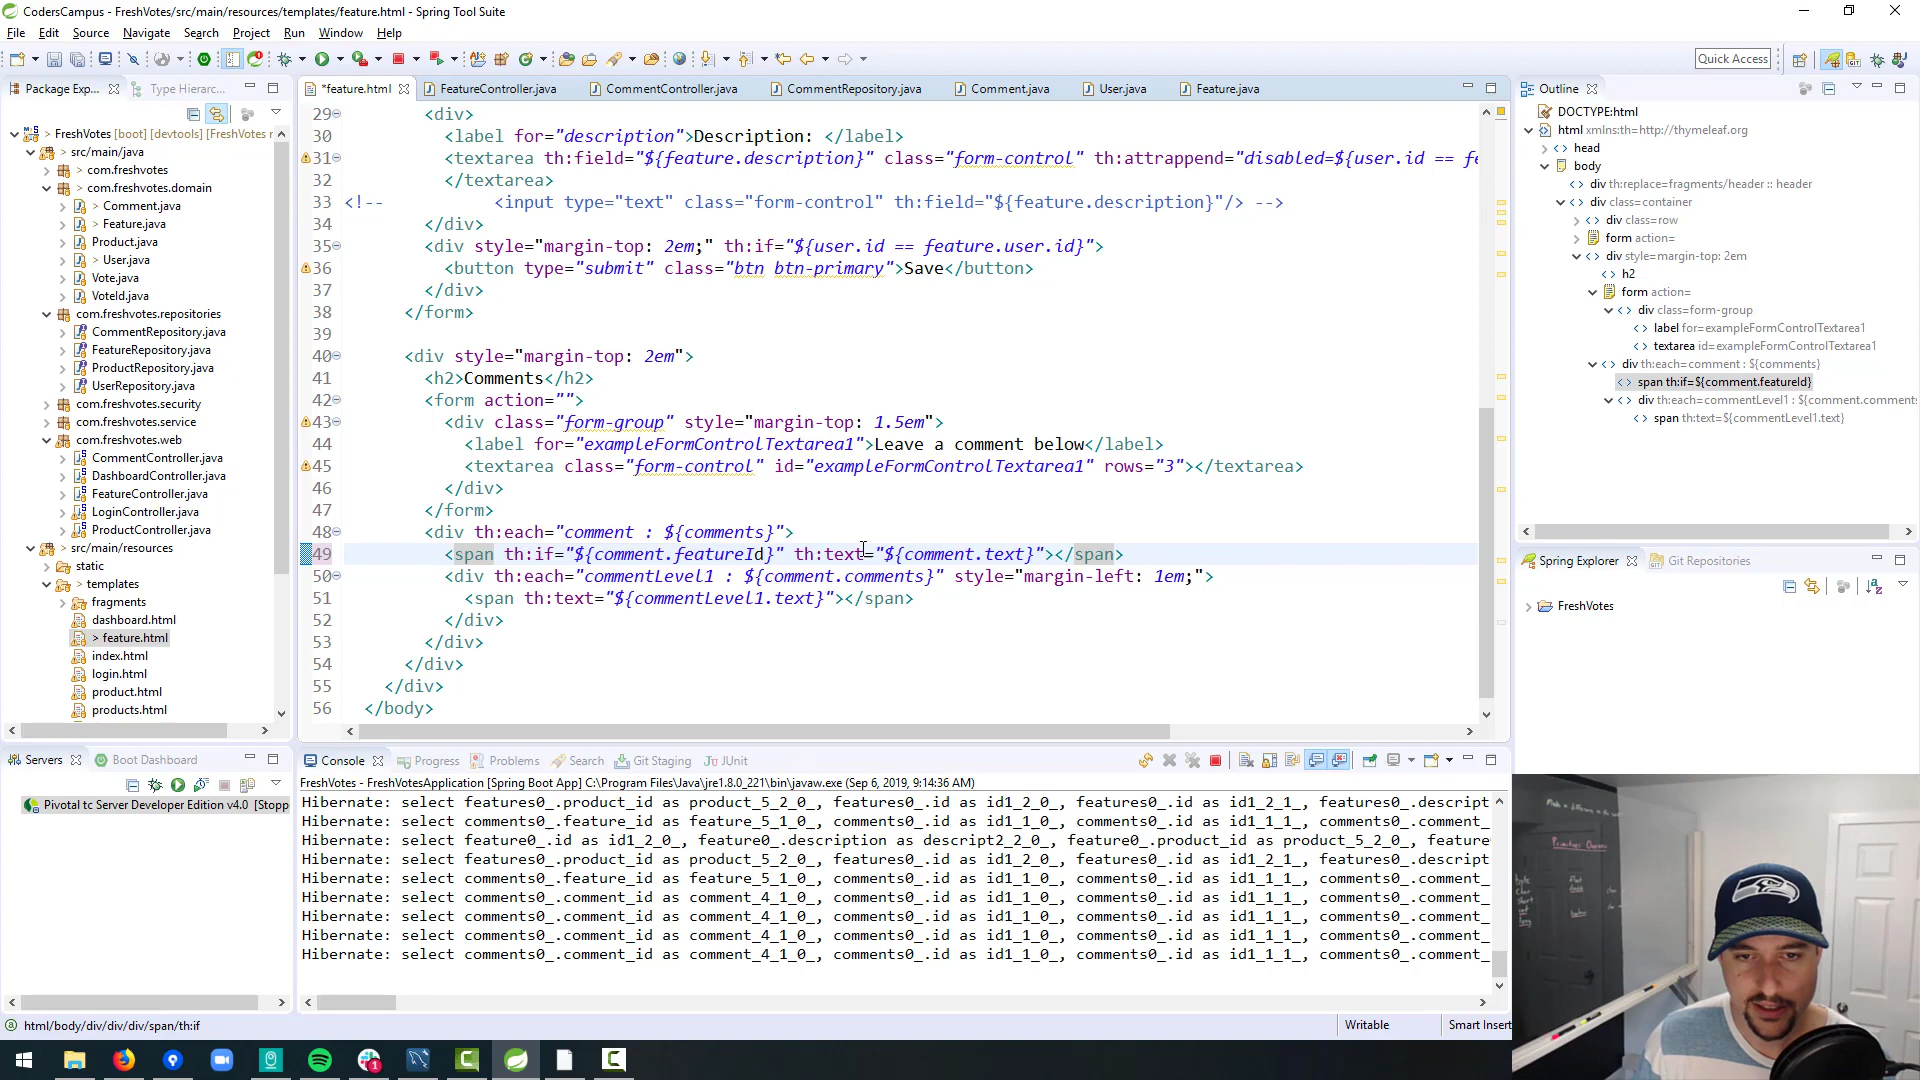 CodersCampus - FreshVotes/src/main/resources/templates/feature.html - Spring Tool Suite
File Edit Source Navigate Search Project Run Window Help
Quick Access
Package Exp... Type Hierarc...
*feature.html FeatureController.java CommentController.java CommentRepository.java Comment.java User.java Feature.java
Outline
FreshVotes [boot] [devtools] [FreshVotes r
> src/main/java
> com.freshvotes
> com.freshvotes.domain
> Comment.java
> Feature.java
Product.java
> User.java
Vote.java
VoteId.java
com.freshvotes.repositories
CommentRepository.java
FeatureRepository.java
ProductRepository.java
UserRepository.java
com.freshvotes.security
com.freshvotes.service
com.freshvotes.web
CommentController.java
DashboardController.java
FeatureController.java
LoginController.java
ProductController.java
> src/main/resources
static
> templates
fragments
dashboard.html
> feature.html
index.html
login.html
product.html
products.html
29 <div>
30 <label for="description">Description: </label>
31 <textarea th:field="${feature.description}" class="form-control" th:attrappend="disabled=${user.id == fe
32 </textarea>
33 <!-- <input type="text" class="form-control" th:field="${feature.description}"/> -->
34 </div>
35 <div style="margin-top: 2em;" th:if="${user.id == feature.user.id}">
36 <button type="submit" class="btn btn-primary">Save</button>
37 </div>
38 </form>
39
40 <div style="margin-top: 2em">
41 <h2>Comments</h2>
42 <form action="">
43 <div class="form-group" style="margin-top: 1.5em">
44 <label for="exampleFormControlTextarea1">Leave a comment below</label>
45 <textarea class="form-control" id="exampleFormControlTextarea1" rows="3"></textarea>
46 </div>
47 </form>
48 <div th:each="comment : ${comments}">
49 <span th:if="${comment.featureId}" th:text="${comment.text}"></span>
50 <div th:each="commentLevel1 : ${comment.comments}" style="margin-left: 1em;">
51 <span th:text="${commentLevel1.text}"></span>
52 </div>
53 </div>
54 </div>
55 </div>
56 </body>
DOCTYPE:html
html xmlns:th=http://thymeleaf.org
head
body
div th:replace=fragments/header :: header
div class=container
div class=row
form action=
div style=margin-top: 2em
h2
form action=
div class=form-group
label for=exampleFormControlTextarea1
textarea id=exampleFormControlTextarea1
div th:each=comment : ${comments}
span th:if=${comment.featureId}
div th:each=commentLevel1 : ${comment.comments
span th:text=${commentLevel1.text}
Spring Explorer Git Repositories
FreshVotes
Servers Boot Dashboard
Pivotal tc Server Developer Edition v4.0 [Stopp
Console Progress Problems Search Git Staging JUnit
FreshVotes - FreshVotesApplication [Spring Boot App] C:\Program Files\Java\jre1.8.0_221\bin\javaw.exe (Sep 6, 2019, 9:14:36 AM)
Hibernate: select features0_.product_id as product_5_2_0_, features0_.id as id1_2_0_, features0_.id as id1_2_1_, features0_.descript
Hibernate: select comments0_.feature_id as feature_5_1_0_, comments0_.id as id1_1_0_, comments0_.id as id1_1_1_, comments0_.comment_
Hibernate: select feature0_.id as id1_2_0_, feature0_.description as descript2_2_0_, feature0_.product_id as product_5_2_0_, feature
Hibernate: select features0_.product_id as product_5_2_0_, features0_.id as id1_2_0_, features0_.id as id1_2_1_, features0_.descript
Hibernate: select comments0_.feature_id as feature_5_1_0_, comments0_.id as id1_1_0_, comments0_.id as id1_1_1_, comments0_.comment_
Hibernate: select comments0_.comment_id as comment_4_1_0_, comments0_.id as id1_1_0_, comments0_.id as id1_1_1_, comments0_.comment_
Hibernate: select comments0_.comment_id as comment_4_1_0_, comments0_.id as id1_1_0_, comments0_.id as id1_1_1_, comments0_.comment_
Hibernate: select comments0_.comment_id as comment_4_1_0_, comments0_.id as id1_1_0_, comments0_.id as id1_1_1_, comments0_.comment_
Hibernate: select comments0_.comment_id as comment_4_1_0_, comments0_.id as id1_1_0_, comments0_.id as id1_1_1_, comments0_.comment_
html/body/div/div/div/span/th:if
Writable
Smart Insert